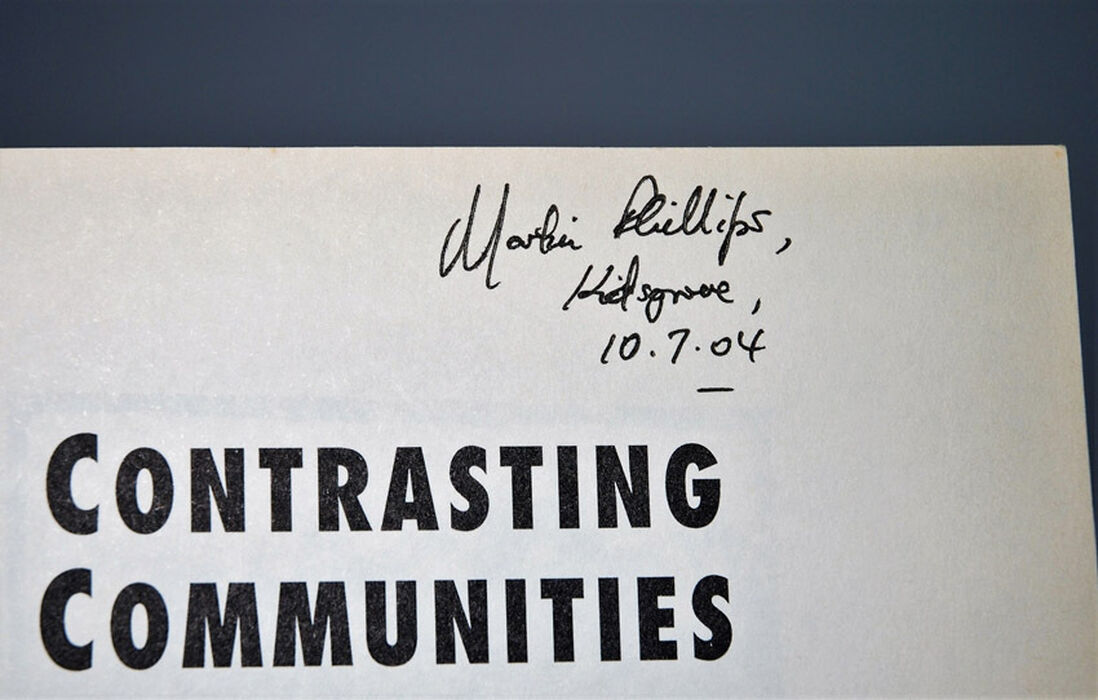 Martin Phillips,
Kidsgrove,
10.7.04
CONTRASTING
COMMUNITIES